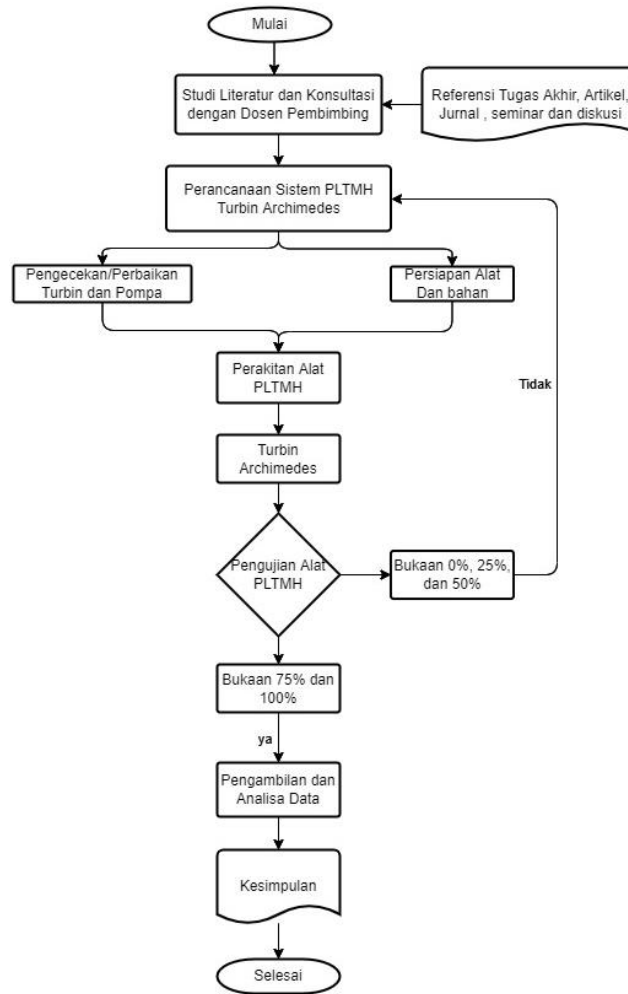 Mulai
Studi Literatur dan Konsultasi
dengan Dosen Pembimbing
Referensi Tugas Akhir, Artikel,
Jurnal , seminar dan diskusi
Perancanaan Sistem PLTMH
Turbin Archimedes
Pengecekan/Perbaikan
Turbin dan Pompa
Persiapan Alat
Dan bahan
Perakitan Alat
PLTMH
Tidak
Turbin
Archimedes
Pengujian Alat
PLTMH
Bukaan 0%, 25%,
dan 50%
Bukaan 75% dan
100%
ya
Pengambilan dan
Analisa Data
Kesimpulan
Selesai